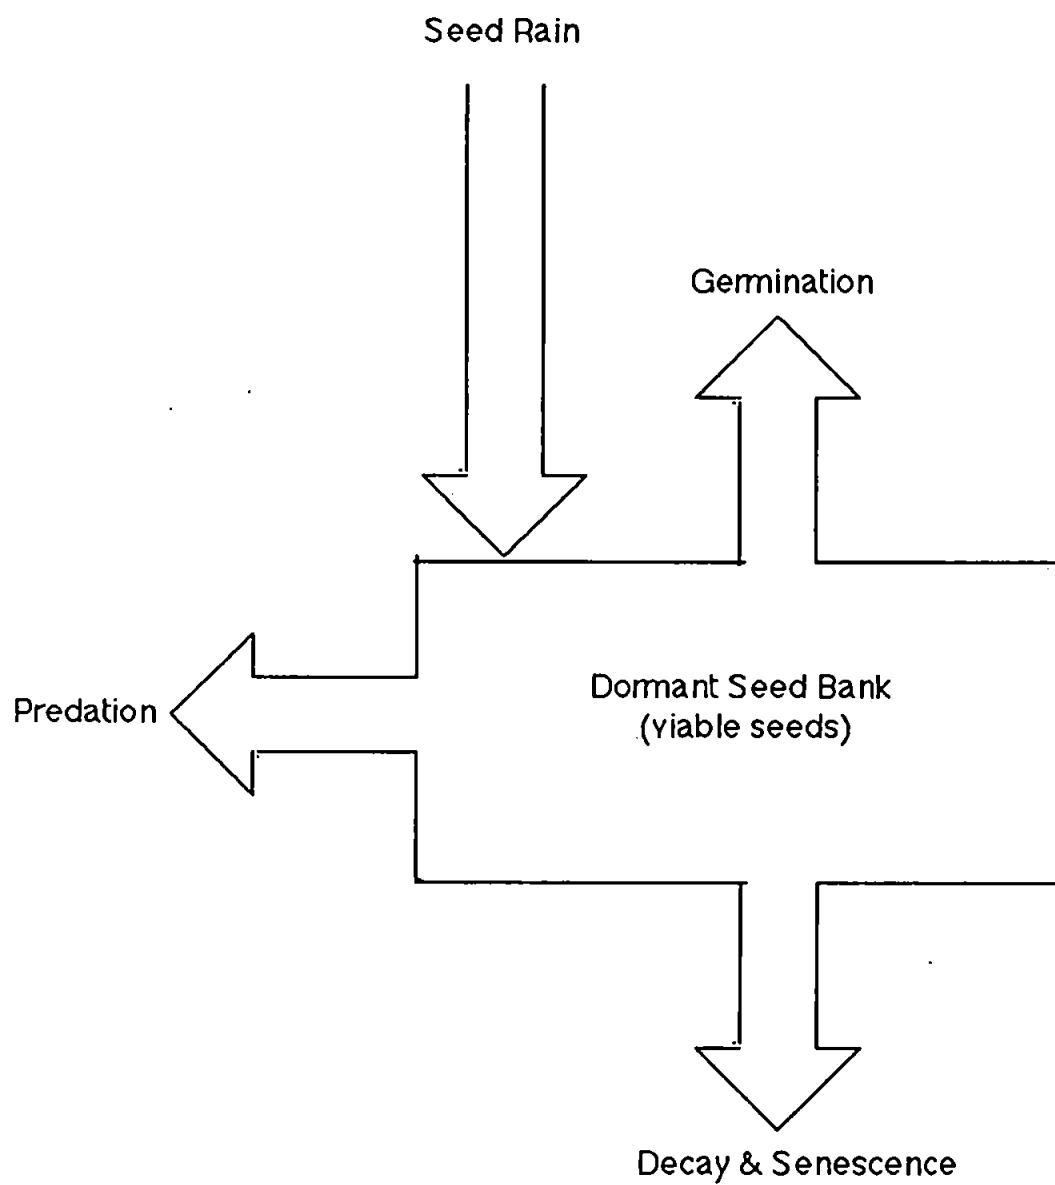 Seed Rain
Germination
Predation
Dormant Seed Bank
(viable seeds)
Decay & Senescence